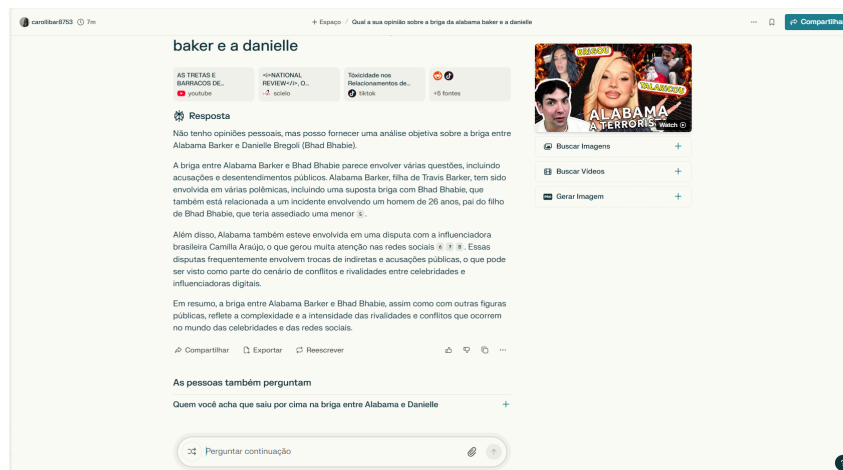 carollibar8753 7m
+ Espaço / Qual a sua opinião sobre a briga da alabama baker e a danielle
Compartilha
baker e a danielle
AS TRETAS E
BARRACOS DE...
youtube
<i>NATIONAL
REVIEW</i>, O...
scielo
Toxicidade nos
Relacionamentos de...
tiktok
+5 fontes
Resposta
Não tenho opiniões pessoais, mas posso fornecer uma análise objetiva sobre a briga entre
Alabama Barker e Danielle Bregoli (Bhad Bhabie).
A briga entre Alabama Barker e Bhad Bhabie parece envolver várias questões, incluindo
acusações e desentendimentos públicos. Alabama Barker, filha de Travis Barker, tem sido
envolvida em várias polêmicas, incluindo uma suposta briga com Bhad Bhabie, que
também está relacionada a um incidente envolvendo um homem de 26 anos, pai do filho
de Bhad Bhabie, que teria assediado uma menor 5 .
Além disso, Alabama também esteve envolvida em uma disputa com a influenciadora
brasileira Camilla Araújo, o que gerou muita atenção nas redes sociais 6 7 8 . Essas
disputas frequentemente envolvem trocas de indiretas e acusações públicas, o que pode
ser visto como parte do cenário de conflitos e rivalidades entre celebridades e
influenciadoras digitais.
Em resumo, a briga entre Alabama Barker e Bhad Bhabie, assim como com outras figuras
públicas, reflete a complexidade e a intensidade das rivalidades e conflitos que ocorrem
no mundo das celebridades e das redes sociais.
Compartilhar Exportar Reescrever
As pessoas também perguntam
Quem você acha que saiu por cima na briga entre Alabama e Danielle
Perguntar continuação
BRIGOU
TALARICOU
ALABAMA
A TERRORIS
Watch
Buscar Imagens
Buscar Vídeos
Gerar Imagem